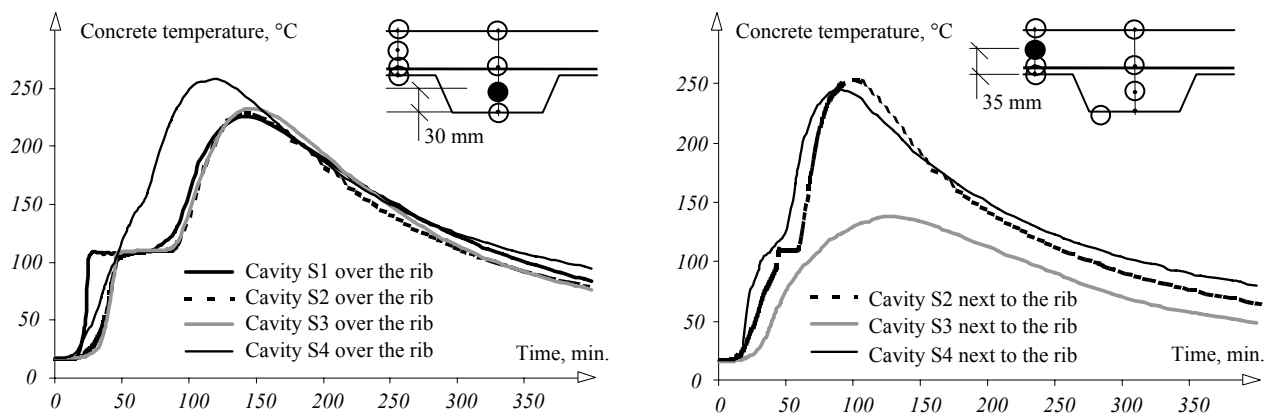 Concrete temperature, °C
250
200
150
100
50
0
0 50 100 150 200 250 300 350
Time, min.
30 mm
Cavity S1 over the rib
Cavity S2 over the rib
Cavity S3 over the rib
Cavity S4 over the rib
Concrete temperature, °C
250
200
150
100
50
0
0 50 100 150 200 250 300 350
Time, min.
35 mm
Cavity S2 next to the rib
Cavity S3 next to the rib
Cavity S4 next to the rib